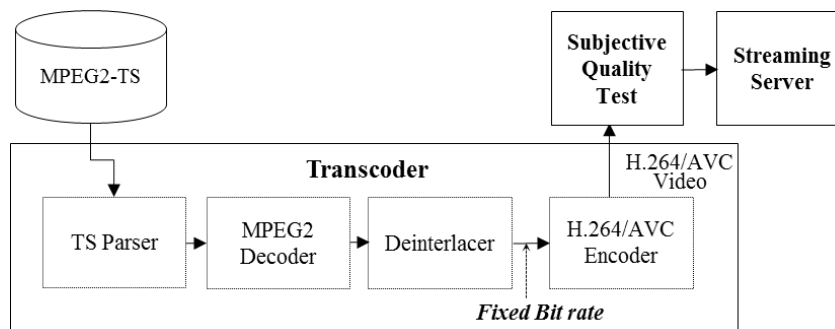 MPEG2-TS
Subjective
Quality
Test
Streaming
Server
Transcoder
H.264/AVC
Video
TS Parser
MPEG2
Decoder
Deinterlacer
H.264/AVC
Encoder
Fixed Bit rate